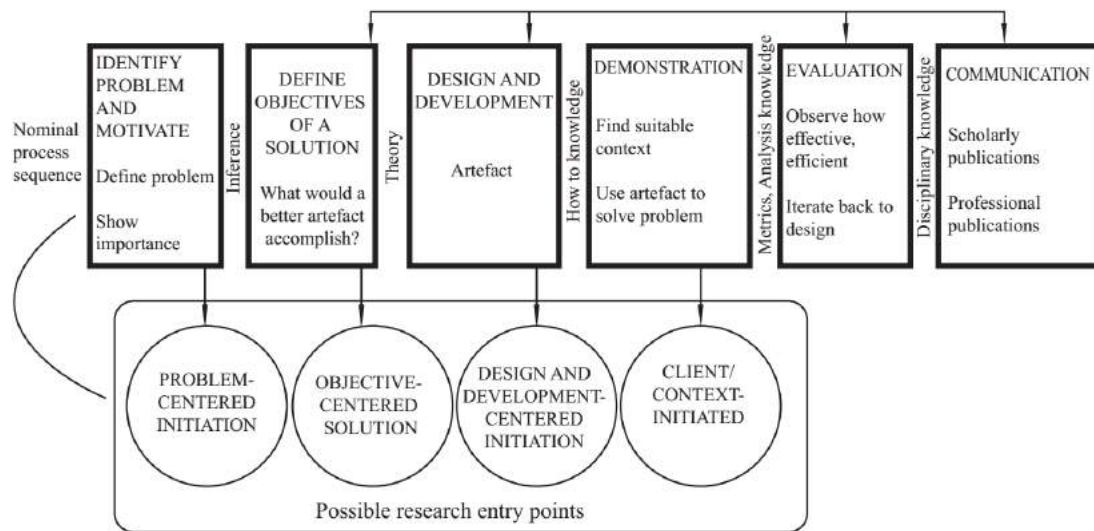 Nominal
process
sequence
IDENTIFY
PROBLEM
AND
MOTIVATE
Define problem
Show
importance
Inference
DEFINE
OBJECTIVES
OF A
SOLUTION
What would a
better artefact
accomplish?
Theory
DESIGN AND
DEVELOPMENT
Artefact
How to knowledge
DEMONSTRATION
Find suitable
context
Use artefact to
solve problem
Metrics, Analysis knowledge
EVALUATION
Observe how
effective,
efficient
Iterate back to
design
Disciplinary knowledge
COMMUNICATION
Scholarly
publications
Professional
publications
PROBLEM-
CENTERED
INITIATION
OBJECTIVE-
CENTERED
SOLUTION
DESIGN AND
DEVELOPMENT-
CENTERED
INITIATION
CLIENT/
CONTEXT-
INITIATED
Possible research entry points